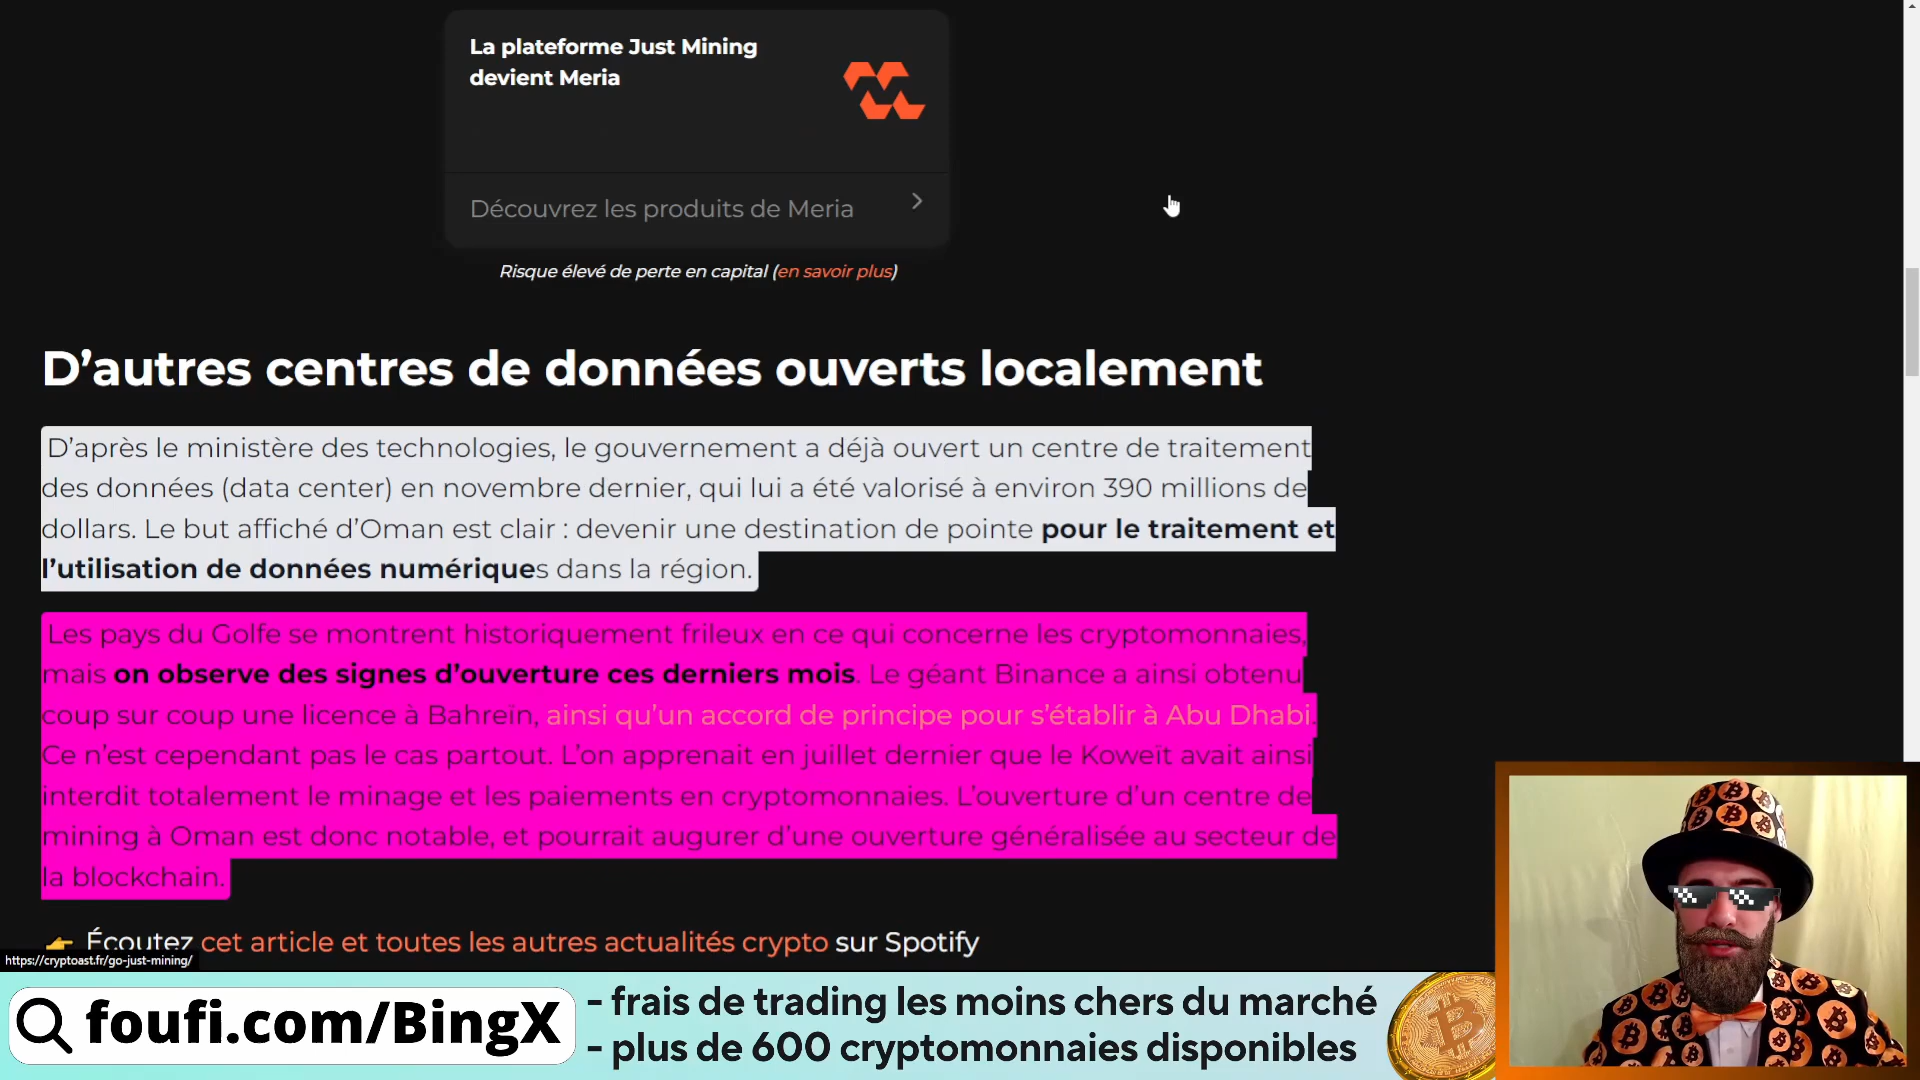 La plateforme Just Mining
devient Meria
Découvrez les produits de Meria
Risque élevé de perte en capital (en savoir plus)
D’autres centres de données ouverts localement
D’après le ministère des technologies, le gouvernement a déjà ouvert un centre de traitement
des données (data center) en novembre dernier, qui lui a été valorisé à environ 390 millions de
dollars. Le but affiché d’Oman est clair : devenir une destination de pointe pour le traitement et
l’utilisation de données numériques dans la région.
Les pays du Golfe se montrent historiquement frileux en ce qui concerne les cryptomonnaies,
mais on observe des signes d’ouverture ces derniers mois. Le géant Binance a ainsi obtenu
coup sur coup une licence à Bahreïn, ainsi qu’un accord de principe pour s’établir à Abu Dhabi.
Ce n’est cependant pas le cas partout. L’on apprenait en juillet dernier que le Koweït avait ainsi
interdit totalement le minage et les paiements en cryptomonnaies. L’ouverture d’un centre de
mining à Oman est donc notable, et pourrait augurer d’une ouverture généralisée au secteur de
la blockchain.
👉 Écoutez cet article et toutes les autres actualités crypto sur Spotify
https://cryptoast.fr/go-just-mining/
foufi.com/BingX
- frais de trading les moins chers du marché
- plus de 600 cryptomonnaies disponibles